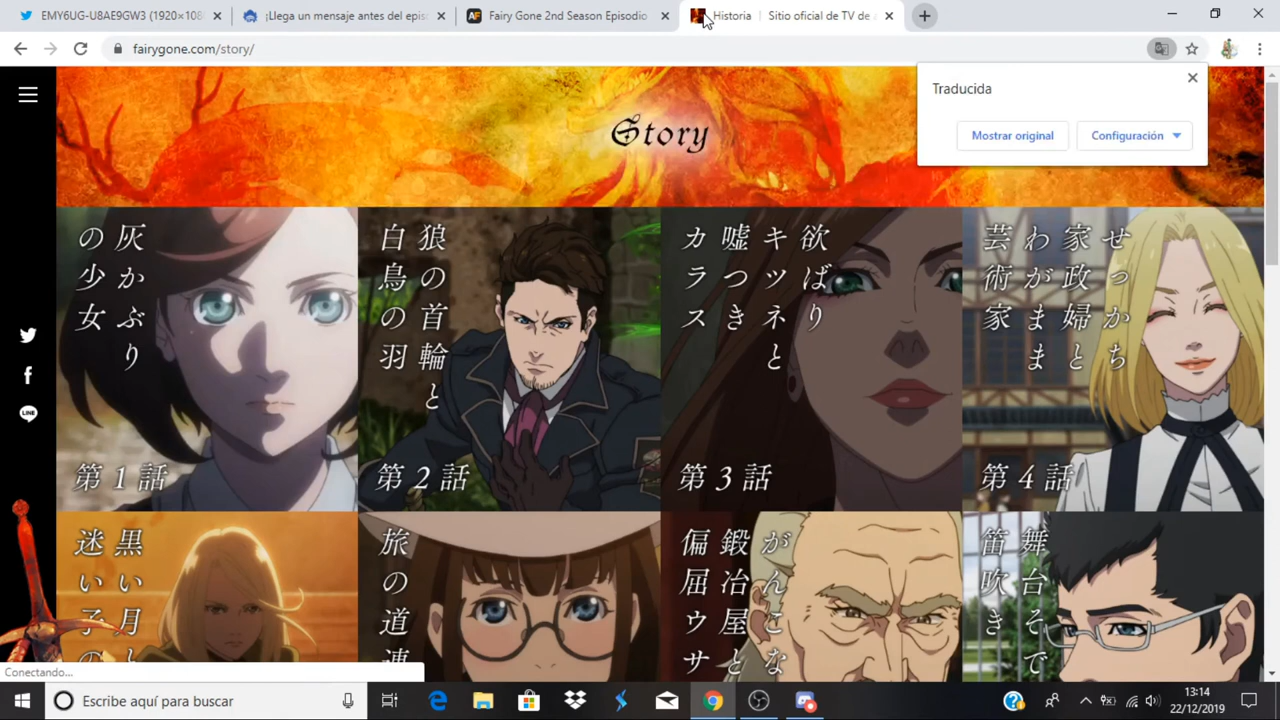 EMY6UG-U8AE9GW3 (1920×108
¡Llega un mensaje antes del epis
Fairy Gone 2nd Season Episodio
Historia | Sitio oficial de TV de a
fairygone.com/story/
Traducida
Mostrar original
Configuración
Story
灰かぶり
の少女
第1話
狼の首輪と
白鳥の羽
第2話
欲ばり
キツネと
嘘つき
カラス
第3話
せっかち
家政婦と
わがまま
芸術家
第4話
黒い月と
迷い子の
旅の道連
がんこな
鍛冶屋と
偏屈ウサ
舞台そで
笛吹き
LINE
Conectando...
Escribe aquí para buscar
13:14
22/12/2019